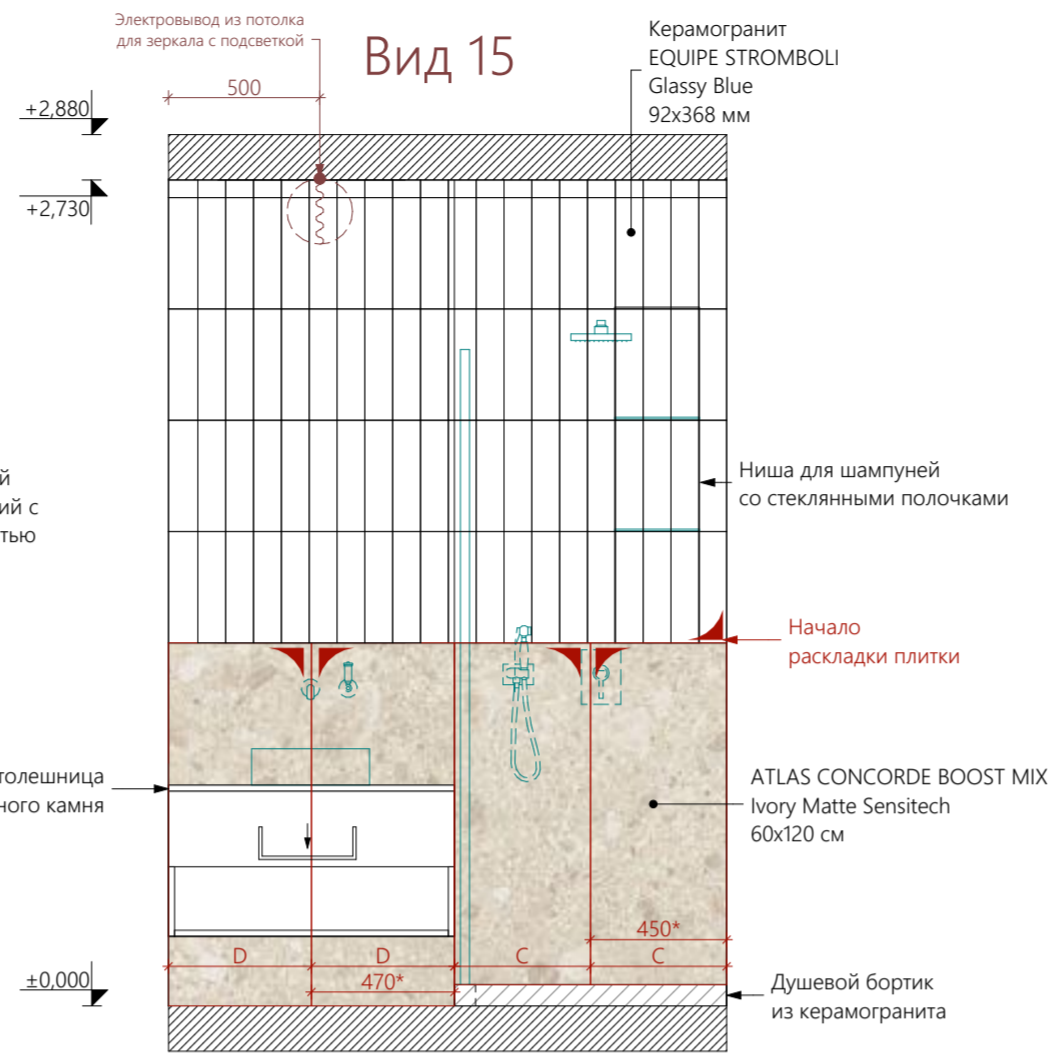 Электровывод из потолка
для зеркала с подсветкой
Вид 15
Керамогранит
EQUIPE STROMBOLI
Glassy Blue
92x368 мм
500
+2,880
+2,730
й
ий с
тью
Ниша для шампуней
со стеклянными полочками
Начало
раскладки плитки
толешница
ного камня
ATLAS CONCORDE BOOST MIX
Ivory Matte Sensitech
60x120 см
450*
D D C C
470*
±0,000
Душевой бортик
из керамогранита